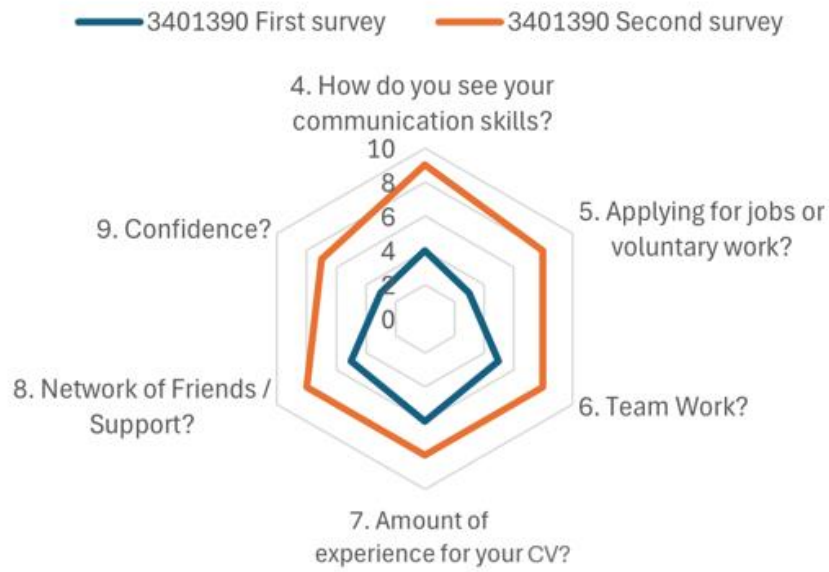 3401390 First survey
3401390 Second survey
4. How do you see your
communication skills?
10
8
6
4
2
0
5. Applying for jobs or
voluntary work?
6. Team Work?
7. Amount of
experience for your CV?
8. Network of Friends /
Support?
9. Confidence?